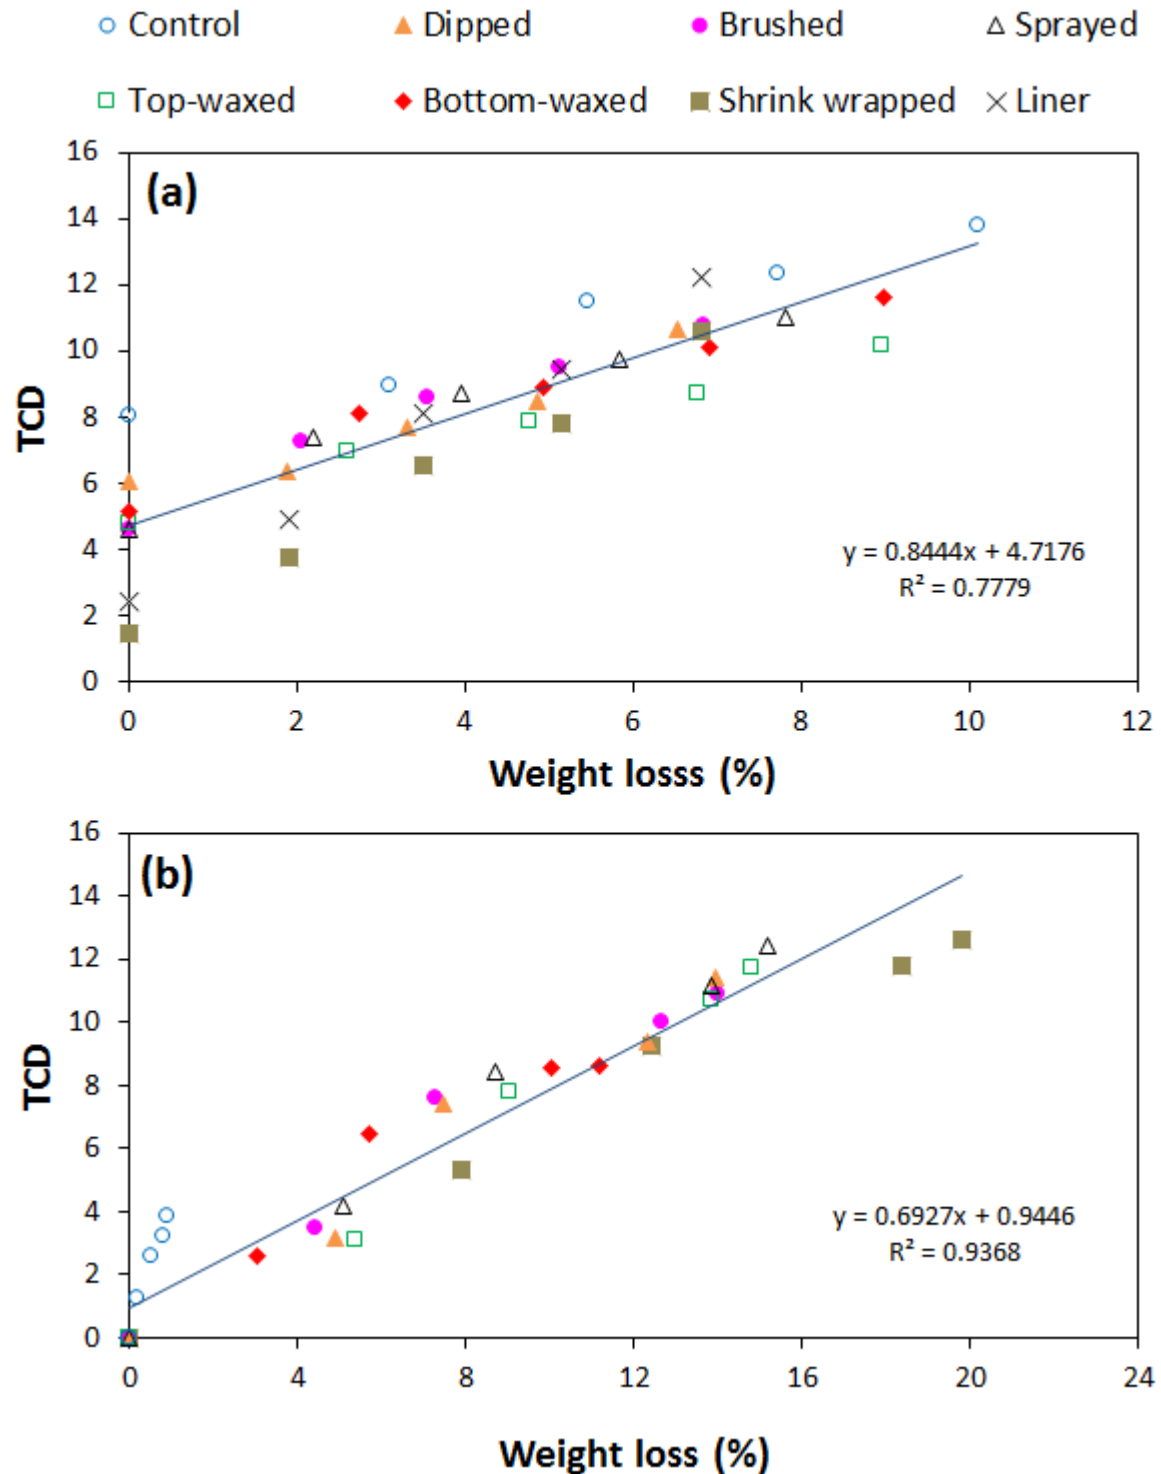 Control Dipped Brushed Sprayed
Top-waxed Bottom-waxed Shrink wrapped Liner
(a)
TCD
16
14
12
10
8
6
4
2
0
y = 0.8444x + 4.7176
R² = 0.7779
0 2 4 6 8 10 12
Weight losss (%)
(b)
TCD
16
14
12
10
8
6
4
2
0
y = 0.6927x + 0.9446
R² = 0.9368
0 4 8 12 16 20 24
Weight loss (%)